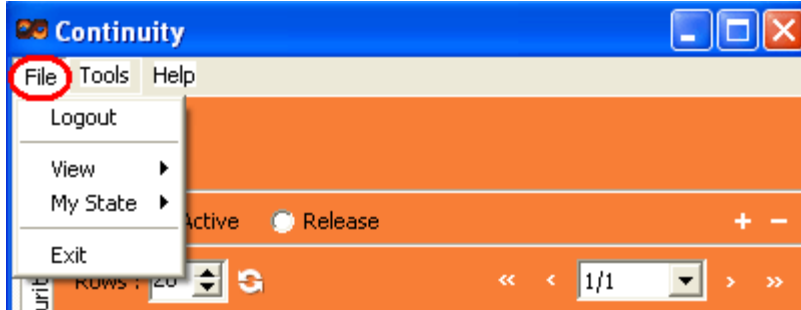 Continuity
File Tools Help
Logout
View
My State
Active Release
Exit
Rows : 20 1/1